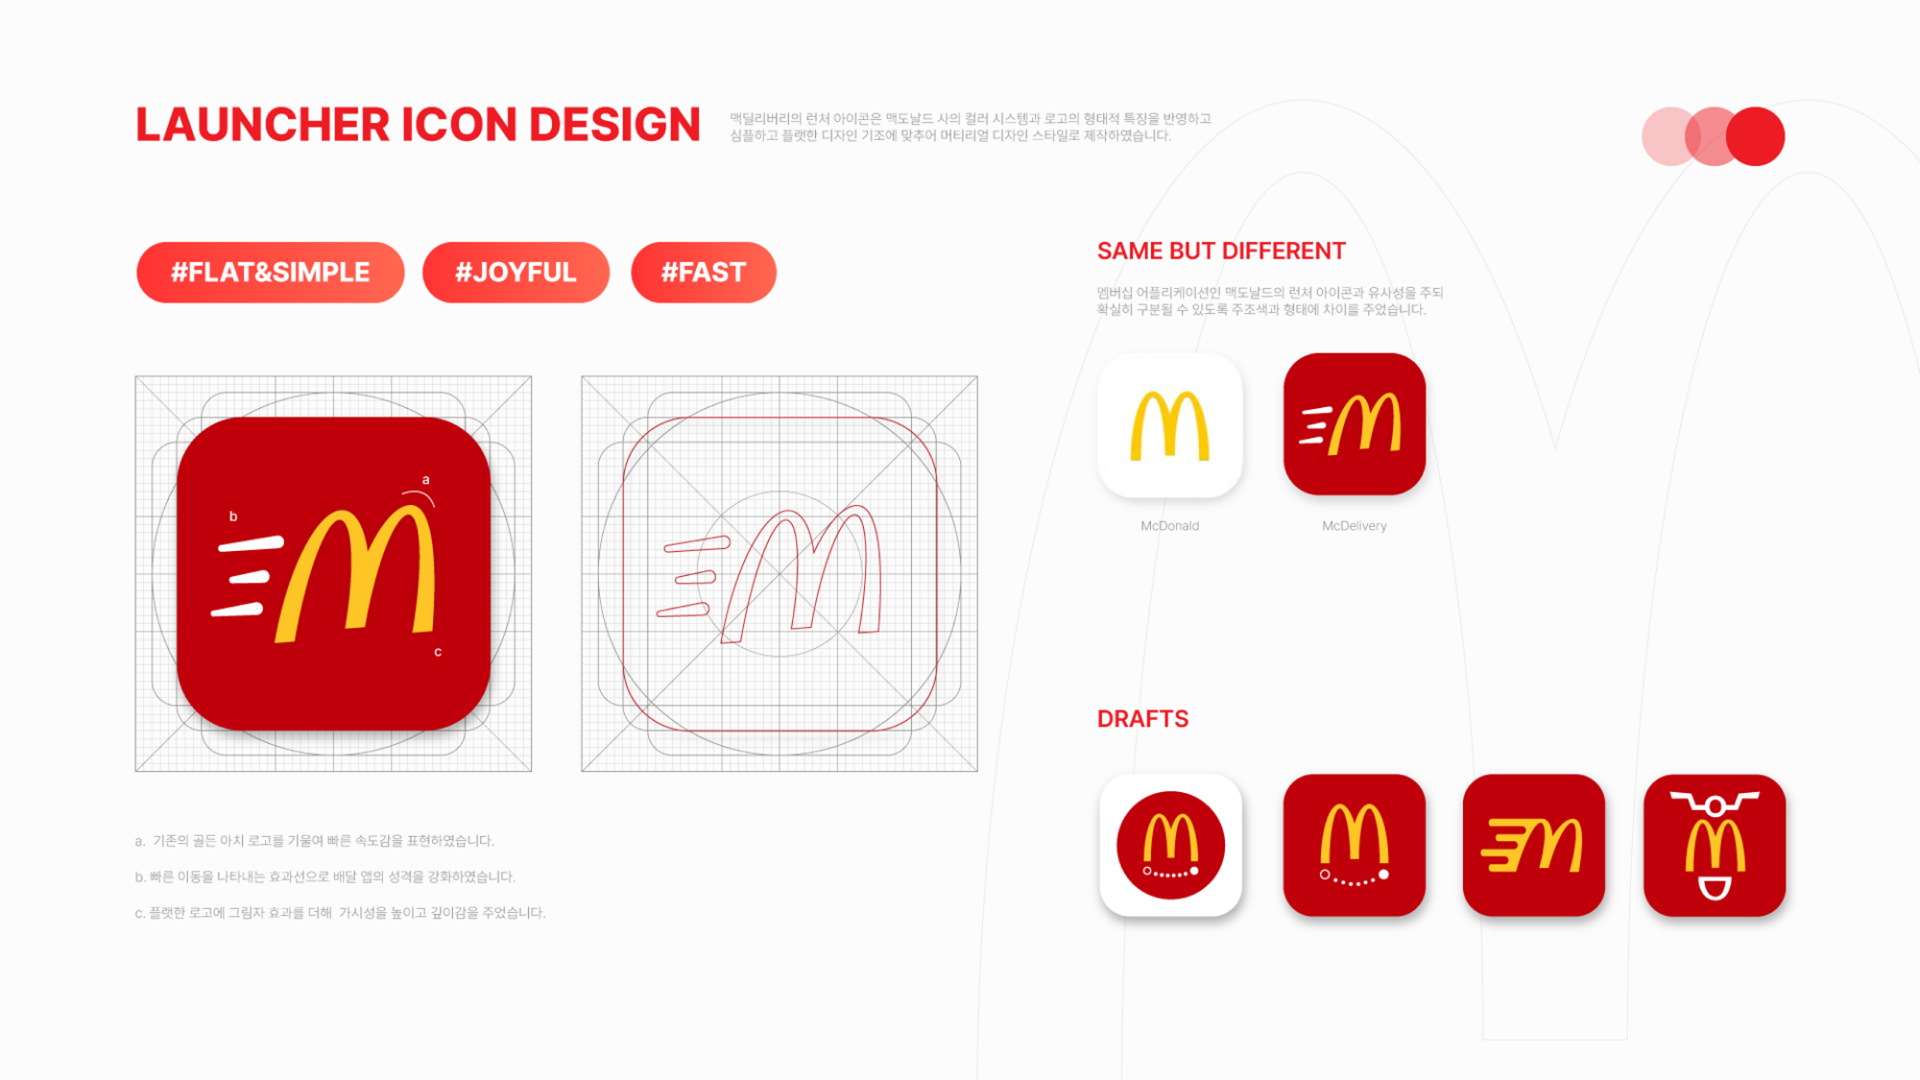 LAUNCHER ICON DESIGN
맥딜리버리의 런처 아이콘은 맥도날드 사의 컬러 시스템과 로고의 형태적 특징을 반영하고
심플하고 플랫한 디자인 기조에 맞추어 머티리얼 디자인 스타일로 제작하였습니다.
#FLAT&SIMPLE
#JOYFUL
#FAST
a
b
c
a. 기존의 골든 아치 로고를 기울여 빠른 속도감을 표현하였습니다.
b. 빠른 이동을 나타내는 효과선으로 배달 앱의 성격을 강화하였습니다.
c. 플랫한 로고에 그림자 효과를 더해 가시성을 높이고 깊이감을 주었습니다.
SAME BUT DIFFERENT
멤버십 어플리케이션인 맥도날드의 런처 아이콘과 유사성을 주되
확실히 구분될 수 있도록 주조색과 형태에 차이를 주었습니다.
McDonald
McDelivery
DRAFTS